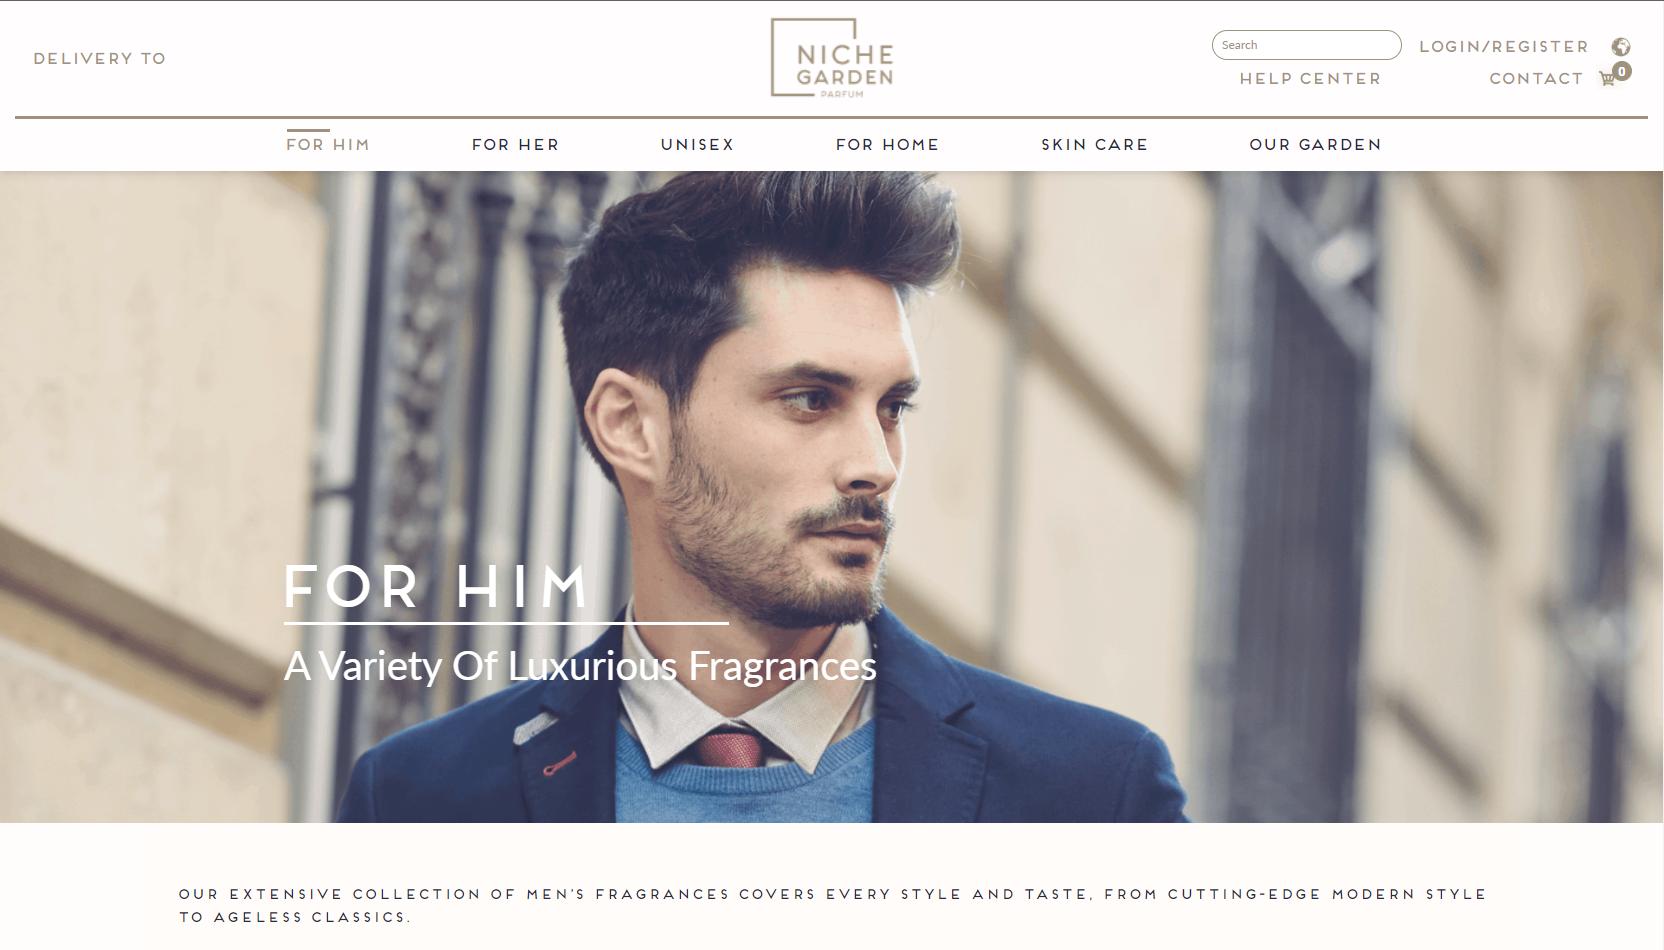 DELIVERY TO
NICHE
GARDEN
PARFUM
Search
LOGIN/REGISTER
HELP CENTER
CONTACT
0
FOR HIM
FOR HER
UNISEX
FOR HOME
SKIN CARE
OUR GARDEN
FOR HIM
A Variety Of Luxurious Fragrances
OUR EXTENSIVE COLLECTION OF MEN'S FRAGRANCES COVERS EVERY STYLE AND TASTE, FROM CUTTING-EDGE MODERN STYLE
TO AGELESS CLASSICS.